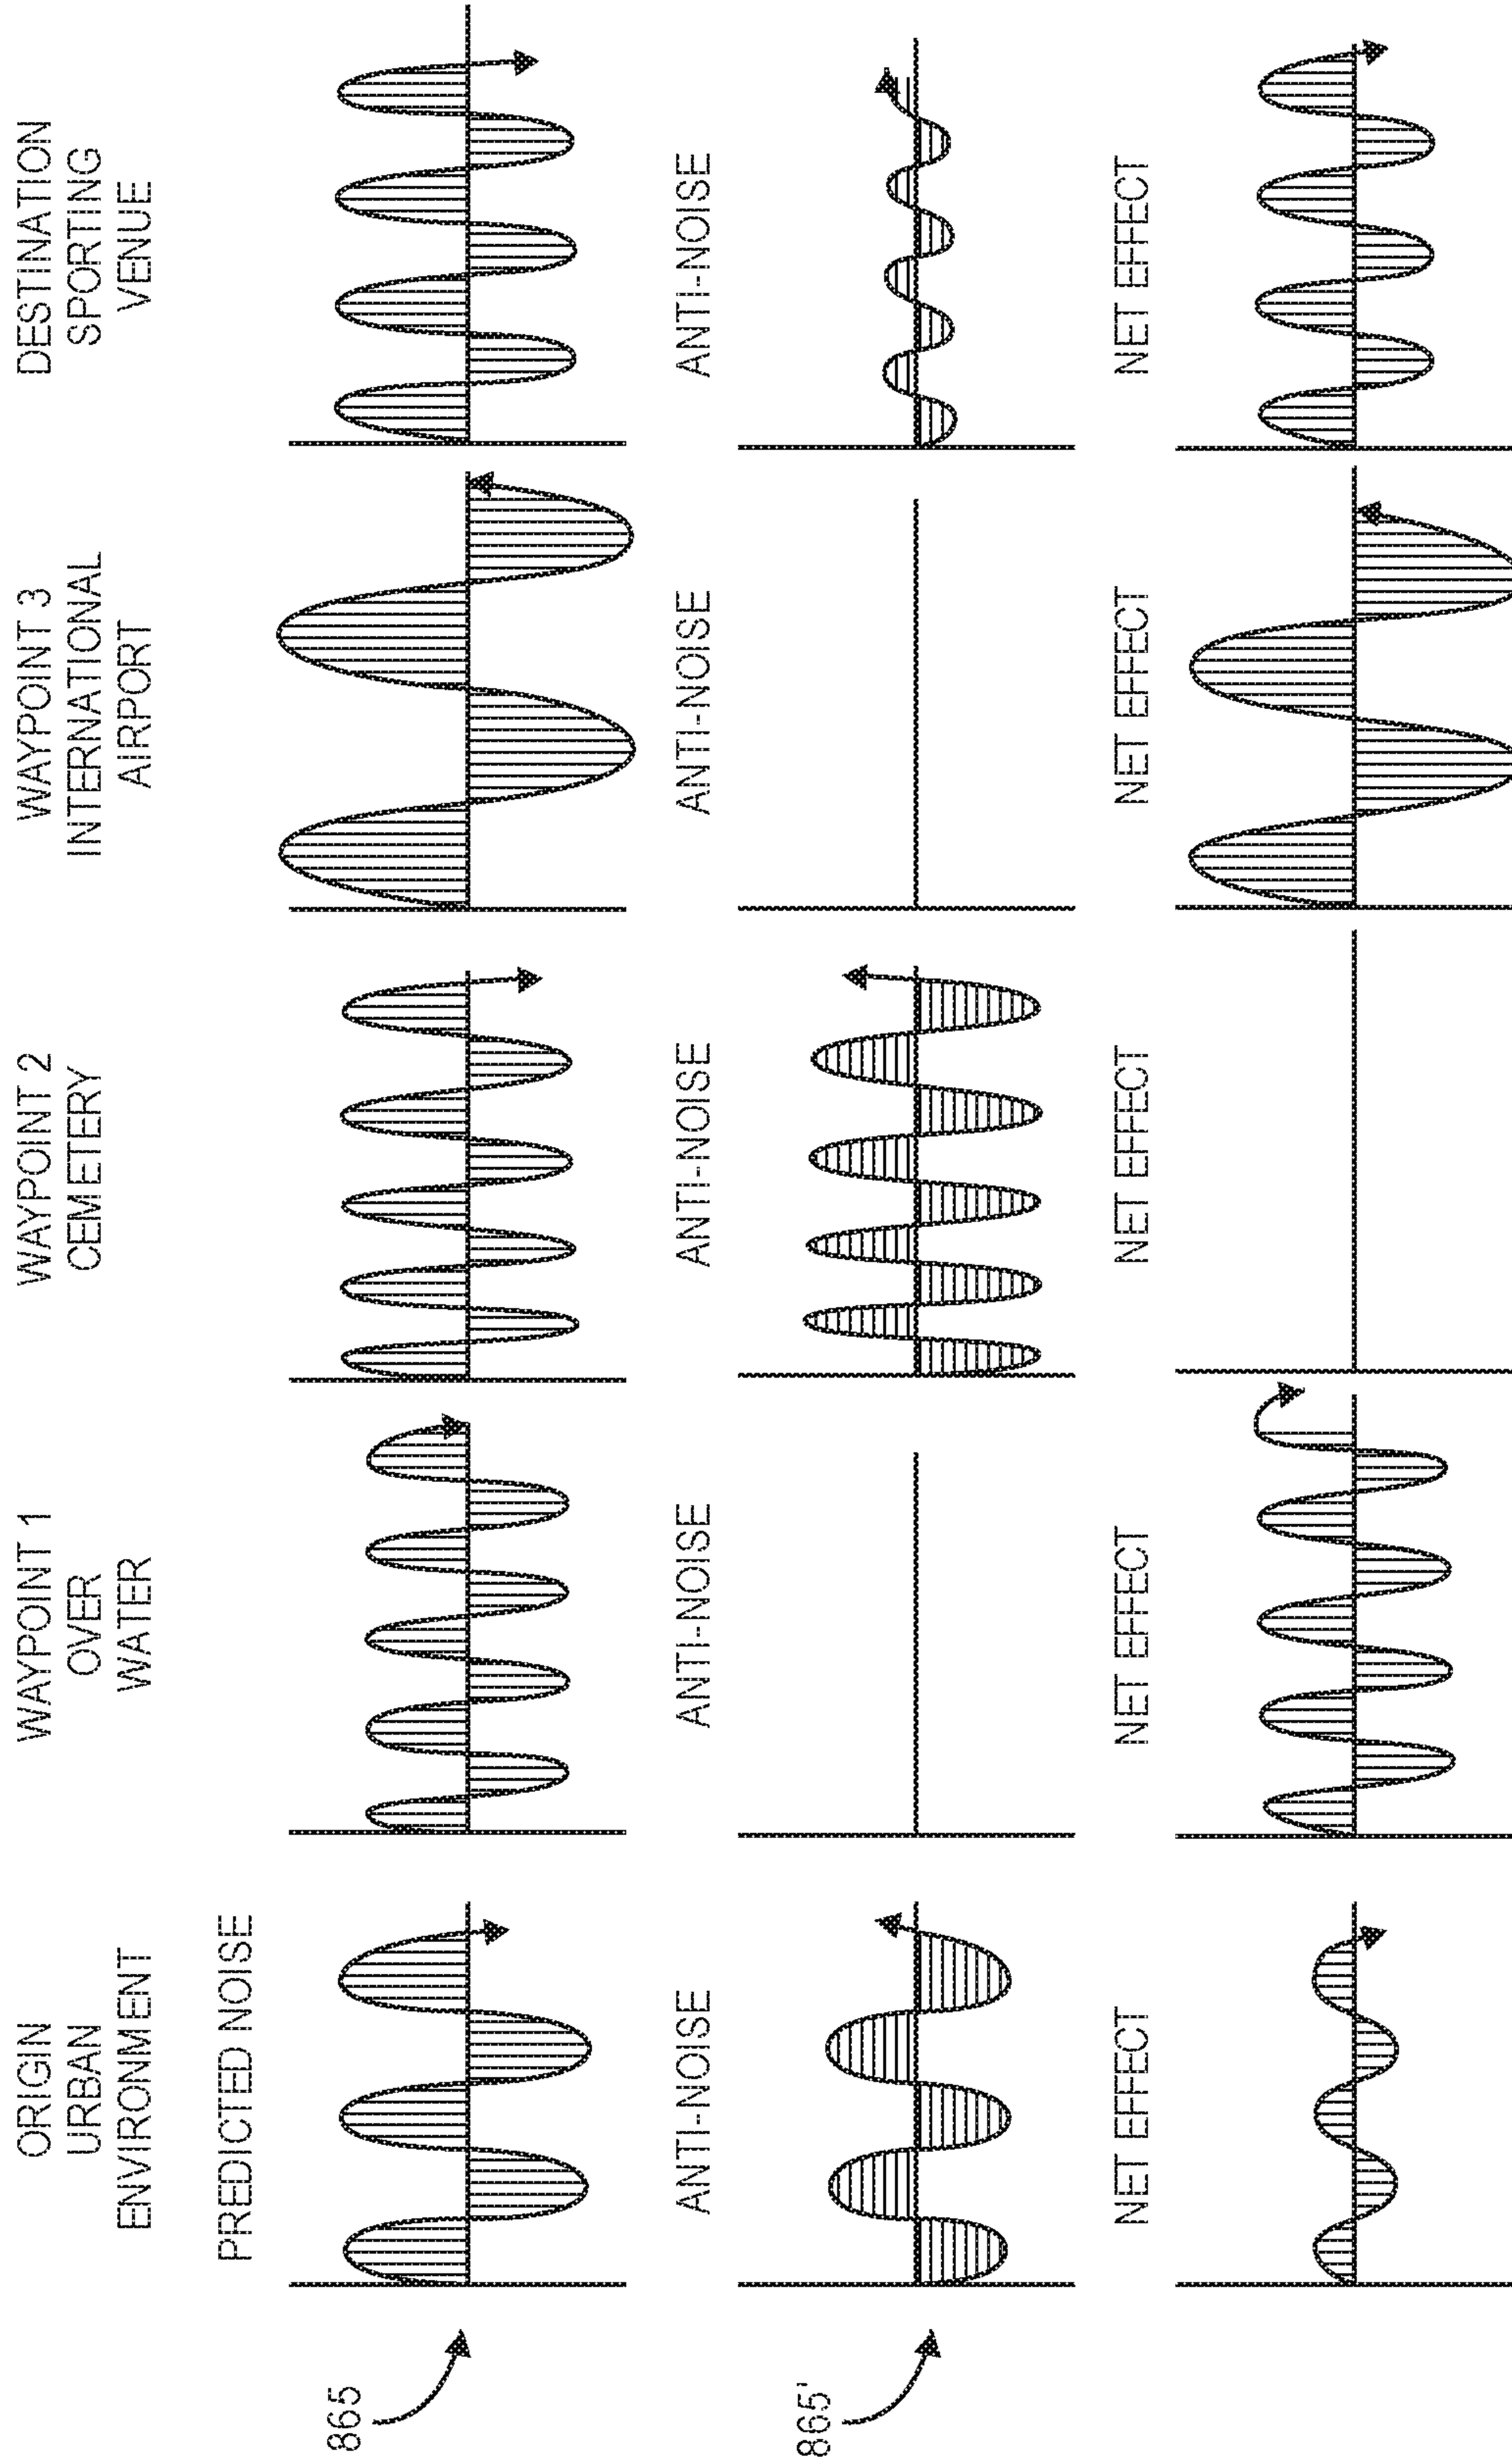 ORIGIN
URBAN
ENVIRONMENT
WAYPOINT 1
OVER
WATER
WAYPOINT 2
CEMETERY
WAYPOINT 3
INTERNATIONAL
AIRPORT
DESTINATION
SPORTING
VENUE
PREDICTED NOISE
865
ANTI-NOISE
ANTI-NOISE
ANTI-NOISE
ANTI-NOISE
ANTI-NOISE
865'
NET EFFECT
NET EFFECT
NET EFFECT
NET EFFECT
NET EFFECT